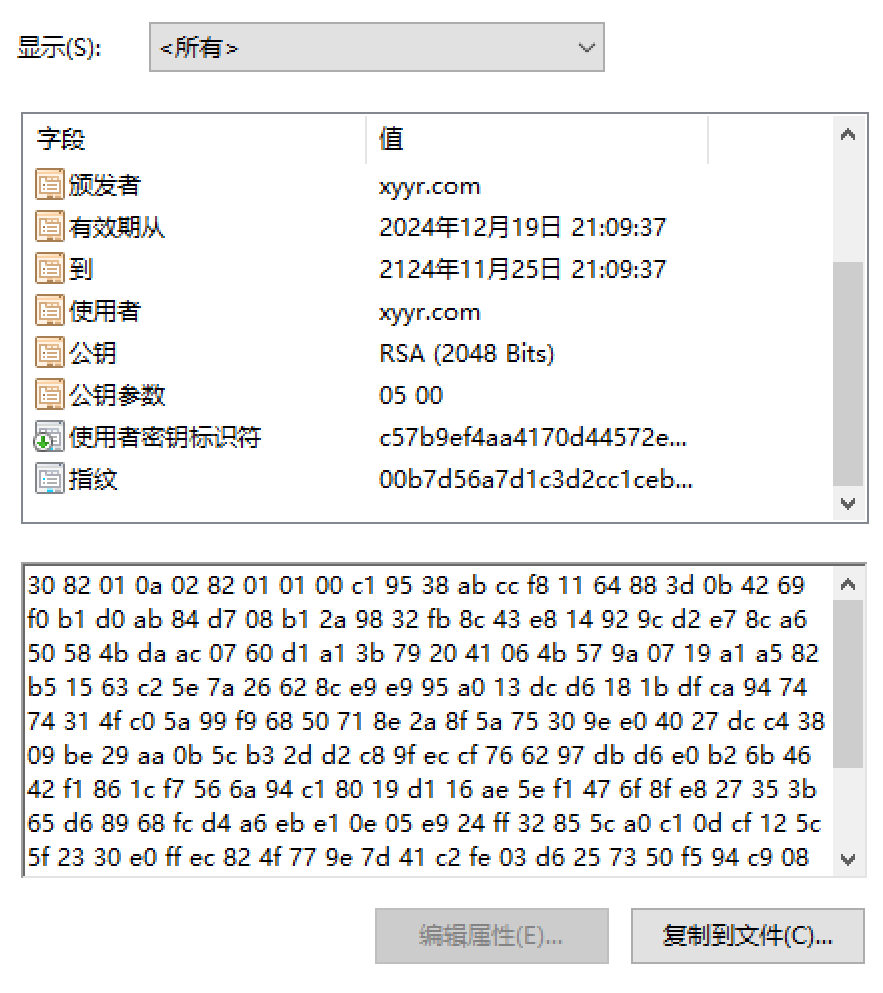 显示(S): <所有>
字段 值
颁发者 xyyr.com
有效期从 2024年12月19日 21:09:37
到 2124年11月25日 21:09:37
使用者 xyyr.com
公钥 RSA (2048 Bits)
公钥参数 05 00
使用者密钥标识符 c57b9ef4aa4170d44572e...
指纹 00b7d56a7d1c3d2cc1ceb...
30 82 01 0a 02 82 01 01 00 c1 95 38 ab cc f8 11 64 88 3d 0b 42 69
f0 b1 d0 ab 84 d7 08 b1 2a 98 32 fb 8c 43 e8 14 92 9c d2 e7 8c a6
50 58 4b da ac 07 60 d1 a1 3b 79 20 41 06 4b 57 9a 07 19 a1 a5 82
b5 15 63 c2 5e 7a 26 62 8c e9 e9 95 a0 13 dc d6 18 1b df ca 94 74
74 31 4f c0 5a 99 f9 68 50 71 8e 2a 8f 5a 75 30 9e e0 40 27 dc c4 38
09 be 29 aa 0b 5c b3 2d d2 c8 9f ec cf 76 62 97 db d6 e0 b2 6b 46
42 f1 86 1c f7 56 6a 94 c1 80 19 d1 16 ae 5e f1 47 6f 8f e8 27 35 3b
65 d6 89 68 fc d4 a6 eb e1 0e 05 e9 24 ff 32 85 5c a0 c1 0d cf 12 5c
5f 23 30 e0 ff ec 82 4f 77 9e 7d 41 c2 fe 03 d6 25 73 50 f5 94 c9 08
编辑属性(E)... 复制到文件(C)...